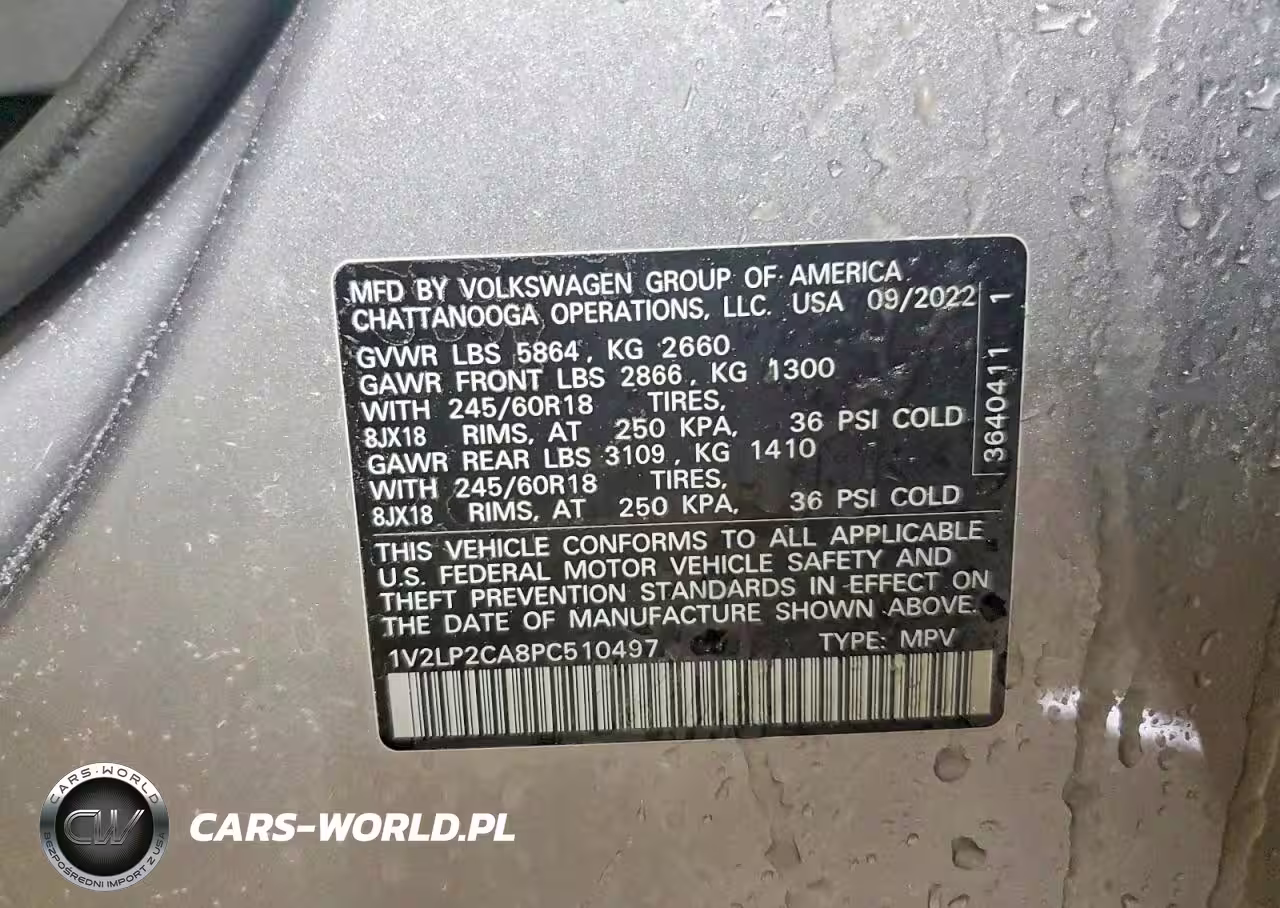 MFD BY VOLKSWAGEN GROUP OF AMERICA
CHATTANOOGA OPERATIONS, LLC. USA 09/2022
GVWR LBS 5864, KG 2660
GAWR FRONT LBS 2866, KG 1300
WITH 245/60R18 TIRES,
8JX18 RIMS, AT 250 KPA, 36 PSI COLD
GAWR REAR LBS 3109, KG 1410
WITH 245/60R18 TIRES,
8JX18 RIMS, AT 250 KPA, 36 PSI COLD
3640411 1
THIS VEHICLE CONFORMS TO ALL APPLICABLE
U.S. FEDERAL MOTOR VEHICLE SAFETY AND
THEFT PREVENTION STANDARDS IN EFFECT ON
THE DATE OF MANUFACTURE SHOWN ABOVE.
1V2LP2CA8PC510497 TYPE: MPV
CARS-WORLD
CW
BEZPOŚREDNI IMPORT Z USA
CARS-WORLD.PL